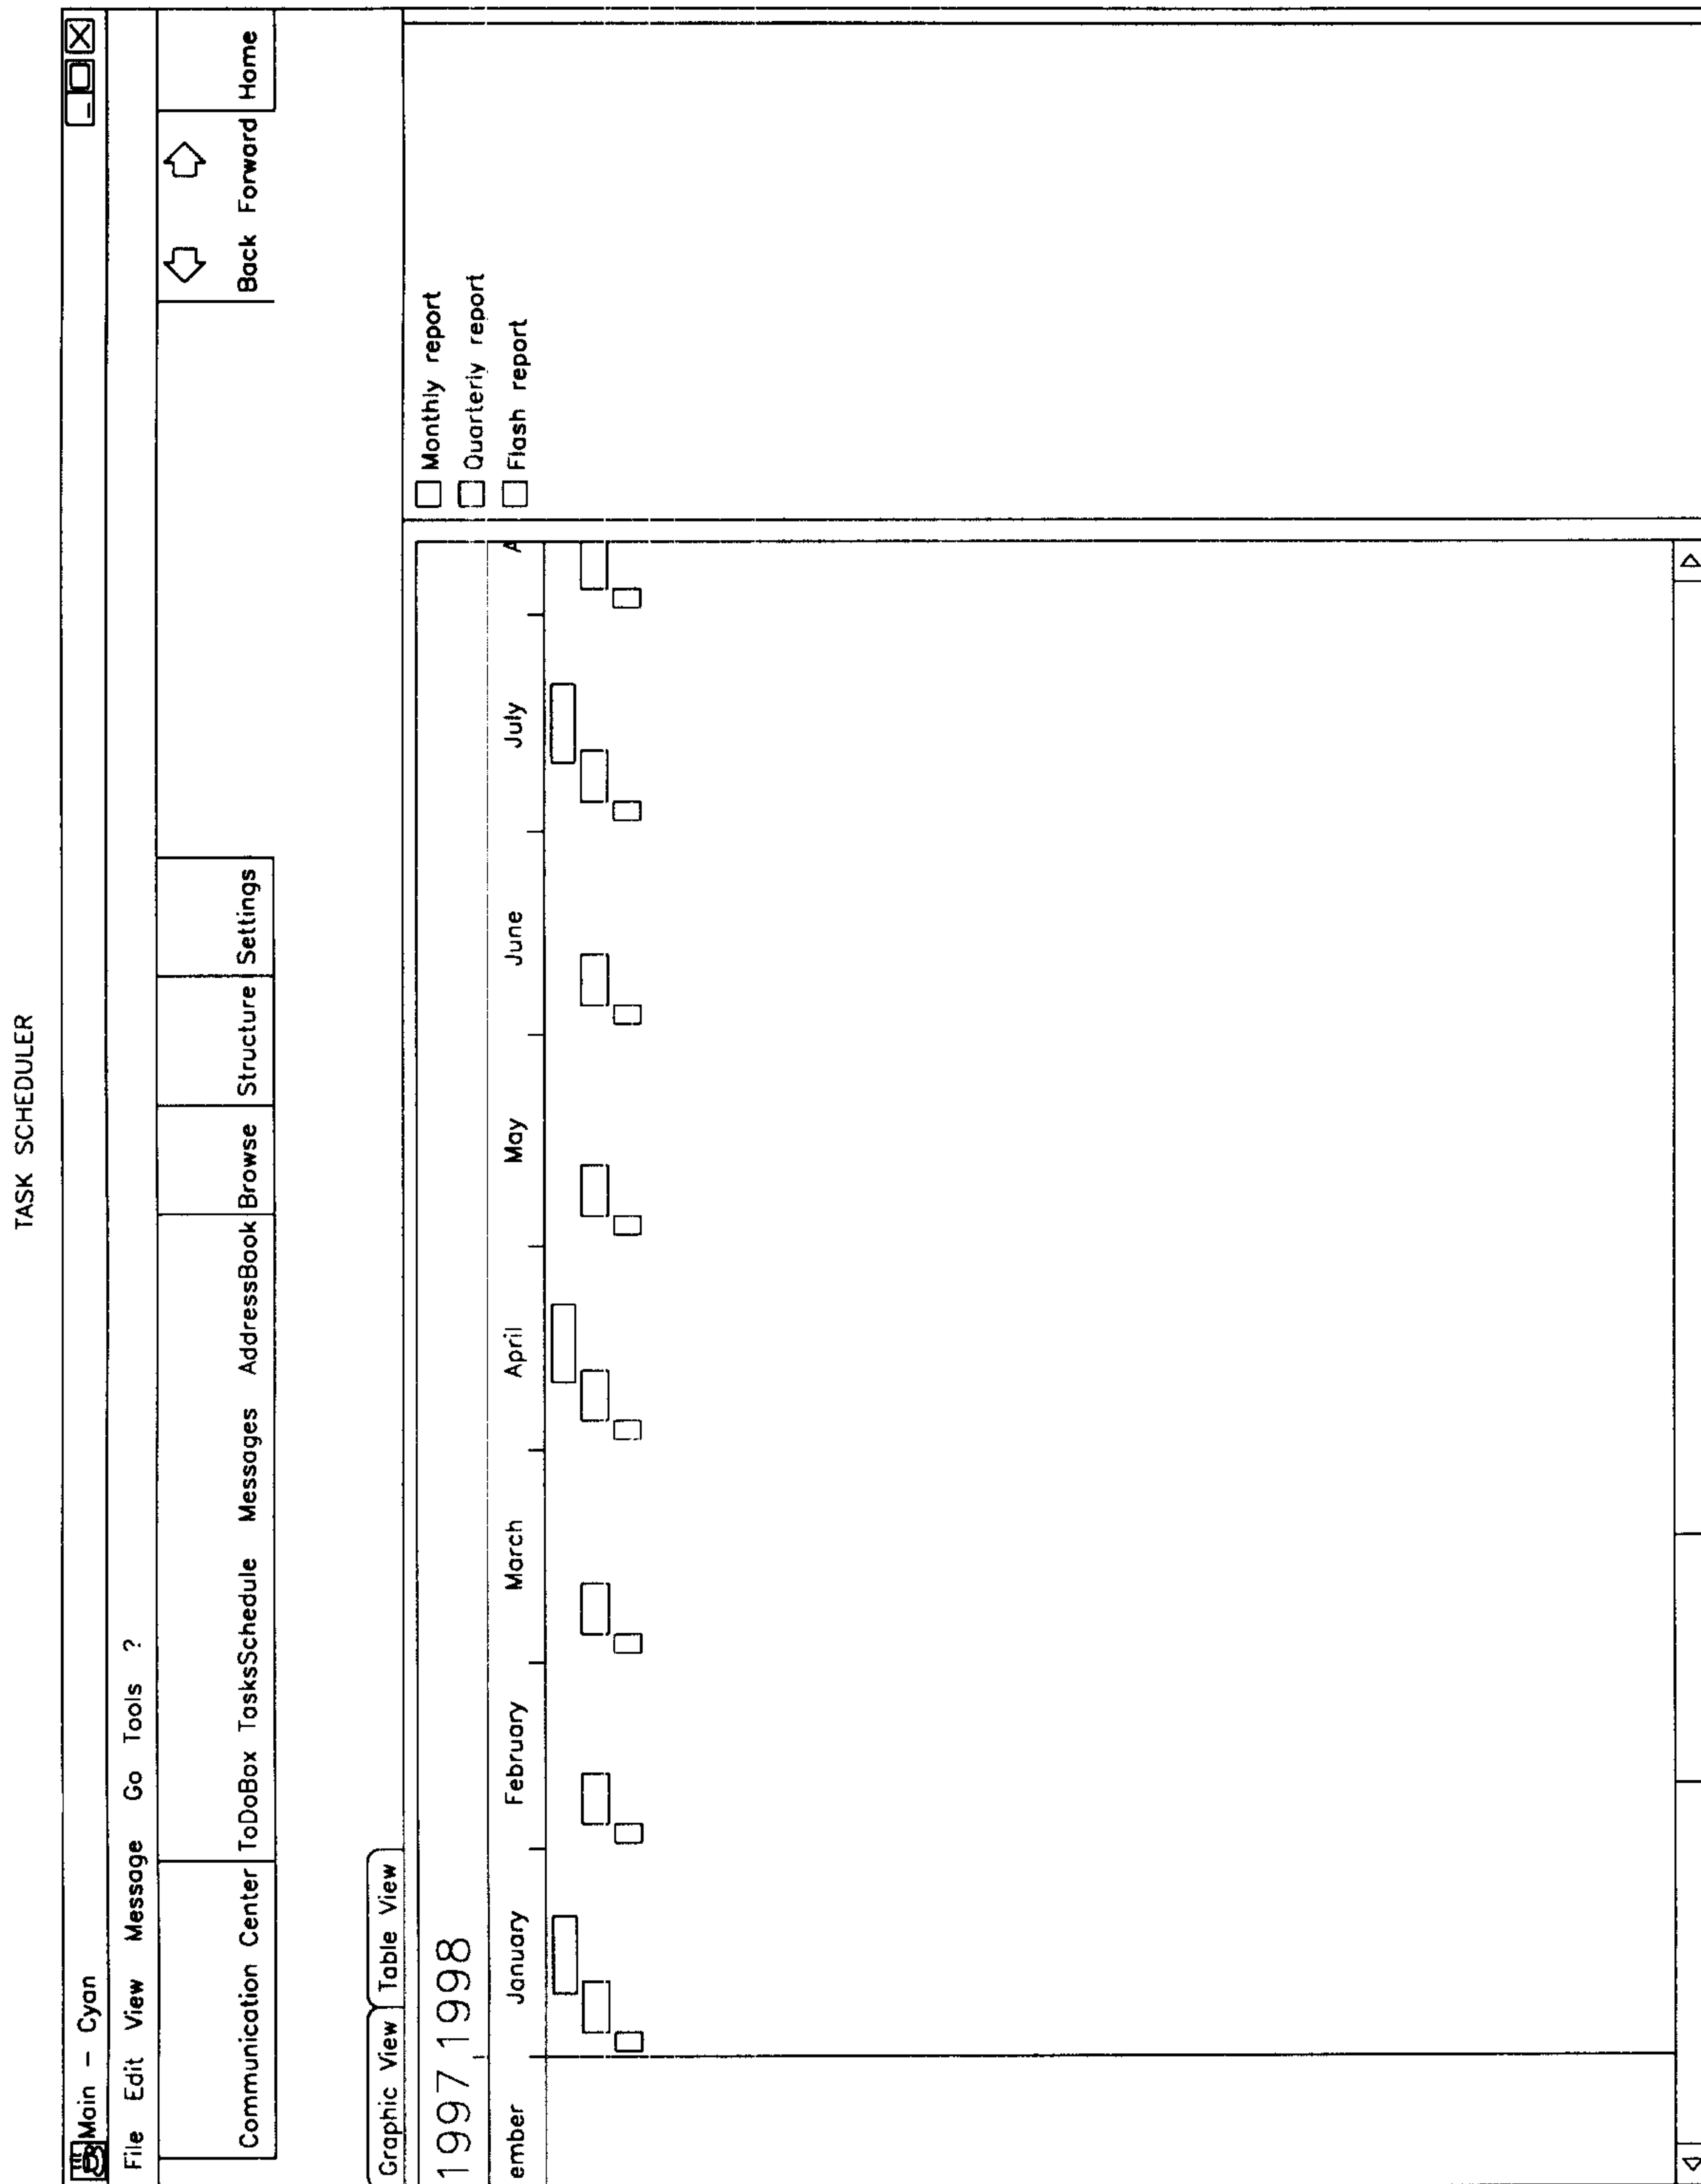 TASK SCHEDULER
Main – Cyan
File Edit View Message Go Tools ?
Communication Center ToDoBox TasksSchedule Messages AddressBook Browse Structure Settings Back Forward Home
Graphic View Table View
1997 1998
ember January February March April May June July A
Monthly report
Quarterly report
Flash report